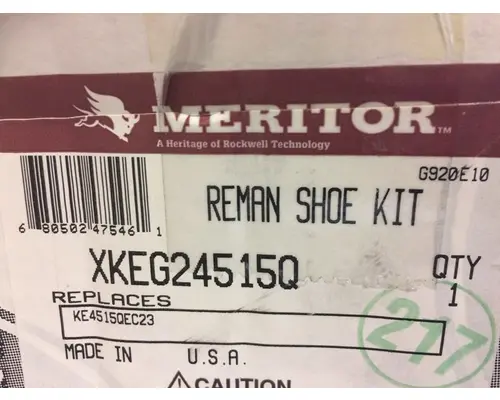 MERITOR™
A Heritage of Rockwell Technology
G920E10
REMAN SHOE KIT
6 80502 47546 1
XKEG24515Q
QTY
1
REPLACES
KE4515QEC23
217
MADE IN U.S.A.
⚠CAUTION